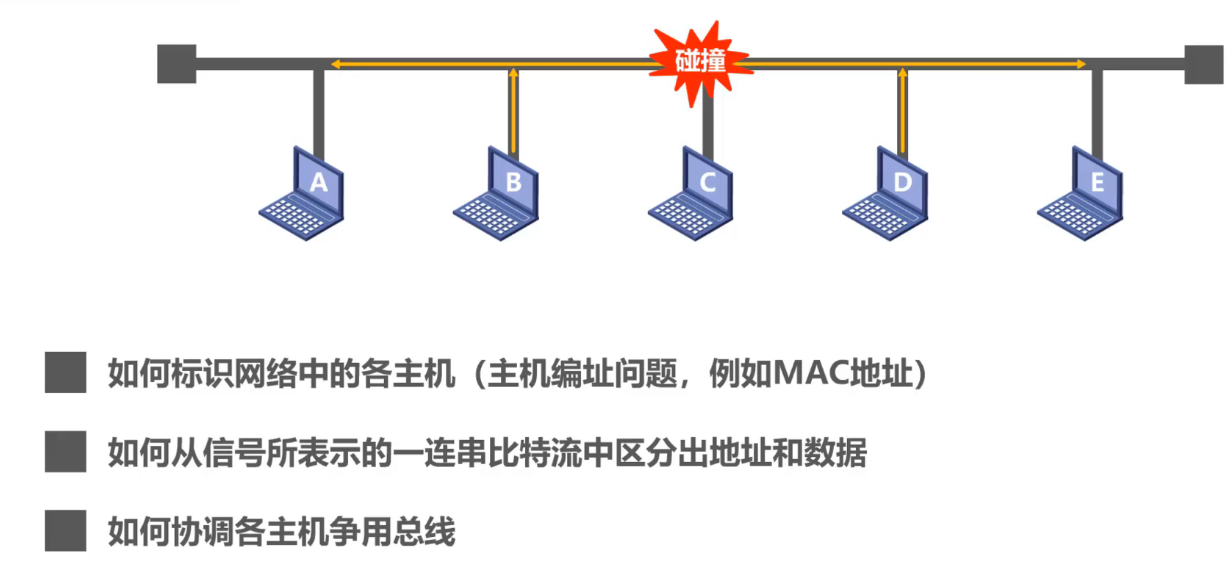 碰撞
A
B
C
D
E
如何标识网络中的各主机（主机编址问题，例如MAC地址）
如何从信号所表示的一连串比特流中区分出地址和数据
如何协调各主机争用总线